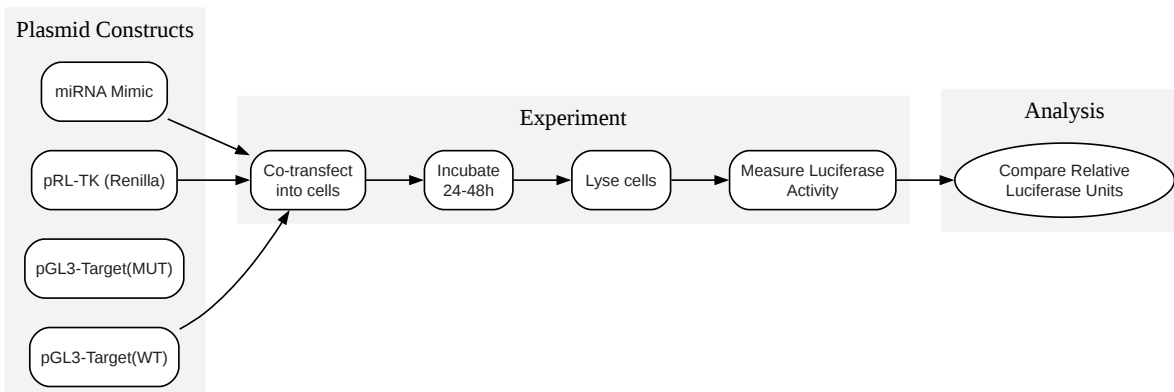 Plasmid Constructs
miRNA Mimic
pRL-TK (Renilla)
pGL3-Target(MUT)
pGL3-Target(WT)
Experiment
Co-transfect
into cells
Incubate
24-48h
Lyse cells
Measure Luciferase
Activity
Analysis
Compare Relative
Luciferase Units